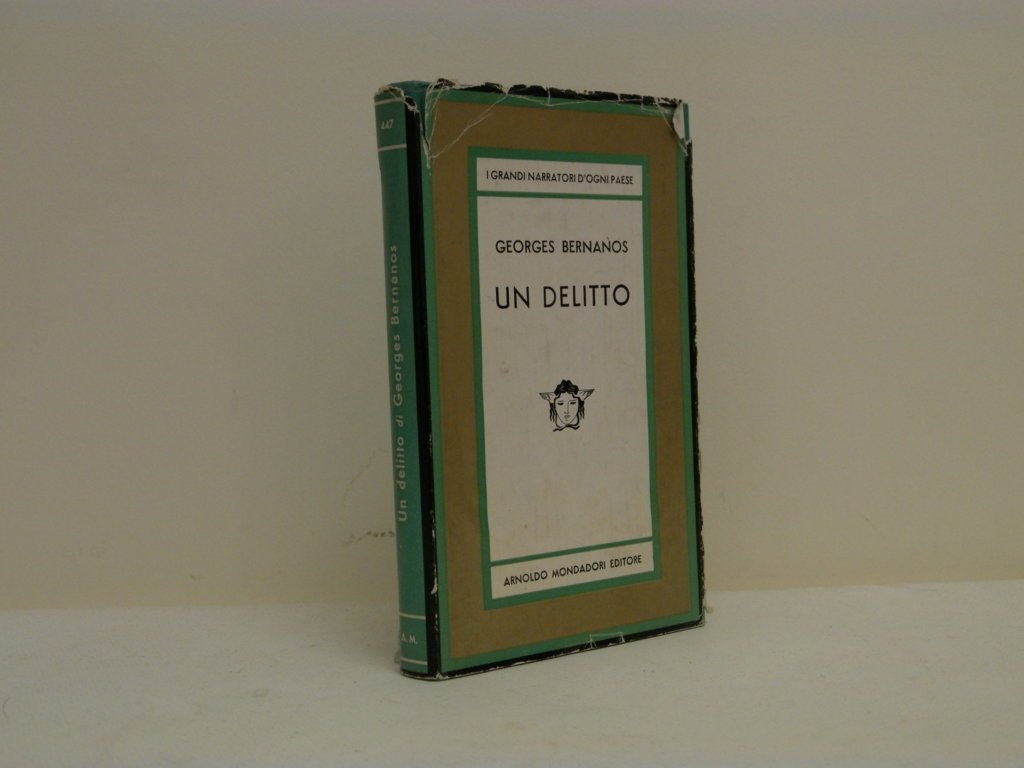 447
Un delitto di Georges Bernanos
A.M.
I GRANDI NARRATORI D'OGNI PAESE
GEORGES BERNANOS
UN DELITTO
ARNOLDO MONDADORI EDITORE